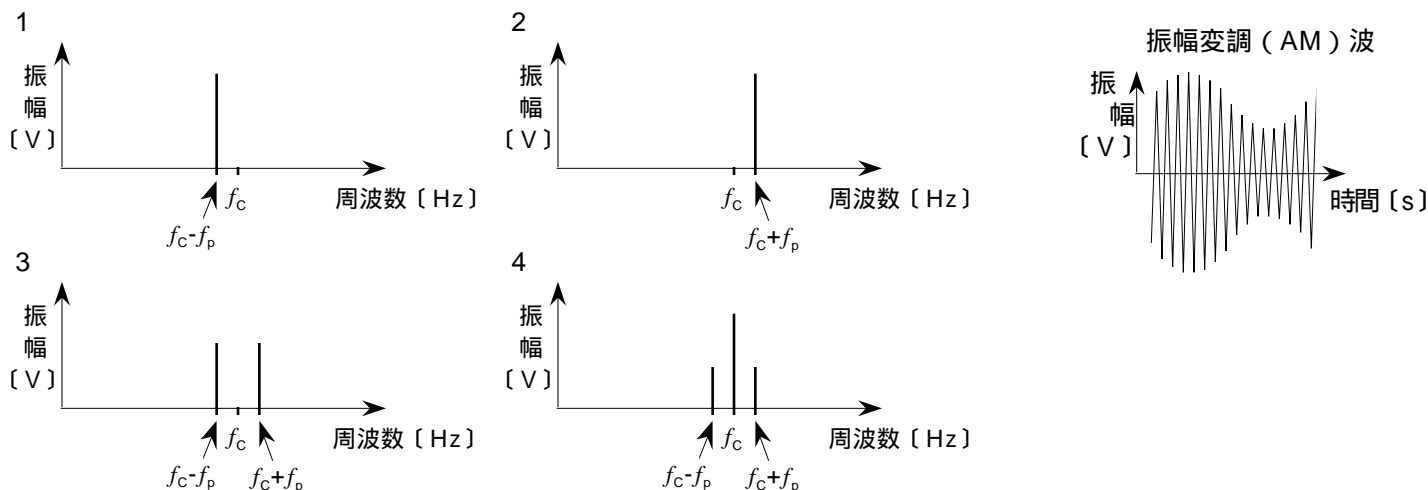 1
振
幅
〔V〕
fC
周波数〔Hz〕
fC-fp
2
振
幅
〔V〕
fC
周波数〔Hz〕
fC+fp
振幅変調(AM)波
振
幅
〔V〕
時間〔s〕
3
振
幅
〔V〕
fC
周波数〔Hz〕
fC-fp fC+fp
4
振
幅
〔V〕
fC
周波数〔Hz〕
fC-fp fC+fp